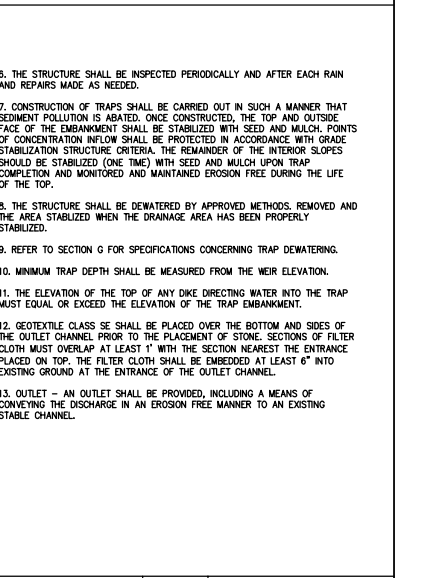 6. THE STRUCTURE SHALL BE INSPECTED PERIODICALLY AND AFTER EACH RAIN
AND REPAIRS MADE AS NEEDED.
7. CONSTRUCTION OF TRAPS SHALL BE CARRIED OUT IN SUCH A MANNER THAT
SEDIMENT POLLUTION IS ABATED. ONCE CONSTRUCTED, THE TOP AND OUTSIDE
FACE OF THE EMBANKMENT SHALL BE STABILIZED WITH SEED AND MULCH. POINTS
OF CONCENTRATION INFLOW SHALL BE PROTECTED IN ACCORDANCE WITH GRADE
STABILIZATION STRUCTURE CRITERIA. THE REMAINDER OF THE INTERIOR SLOPES
SHOULD BE STABILIZED (ONE TIME) WITH SEED AND MULCH UPON TRAP
COMPLETION AND MONITORED AND MAINTAINED EROSION FREE DURING THE LIFE
OF THE TOP.
8. THE STRUCTURE SHALL BE DEWATERED BY APPROVED METHODS. REMOVED AND
THE AREA STABLIZED WHEN THE DRAINAGE AREA HAS BEEN PROPERLY
STABILIZED.
9. REFER TO SECTION G FOR SPECIFICATIONS CONCERNING TRAP DEWATERING.
10. MINIMUM TRAP DEPTH SHALL BE MEASURED FROM THE WEIR ELEVATION.
11. THE ELEVATION OF THE TOP OF ANY DIKE DIRECTING WATER INTO THE TRAP
MUST EQUAL OR EXCEED THE ELEVATION OF THE TRAP EMBANKMENT.
12. GEOTEXTILE CLASS SE SHALL BE PLACED OVER THE BOTTOM AND SIDES OF
THE OUTLET CHANNEL PRIOR TO THE PLACEMENT OF STONE. SECTIONS OF FILTER
CLOTH MUST OVERLAP AT LEAST 1' WITH THE SECTION NEAREST THE ENTRANCE
PLACED ON TOP. THE FILTER CLOTH SHALL BE EMBEDDED AT LEAST 6" INTO
EXISTING GROUND AT THE ENTRANCE OF THE OUTLET CHANNEL.
13. OUTLET – AN OUTLET SHALL BE PROVIDED, INCLUDING A MEANS OF
CONVEYING THE DISCHARGE IN AN EROSION FREE MANNER TO AN EXISTING
STABLE CHANNEL.